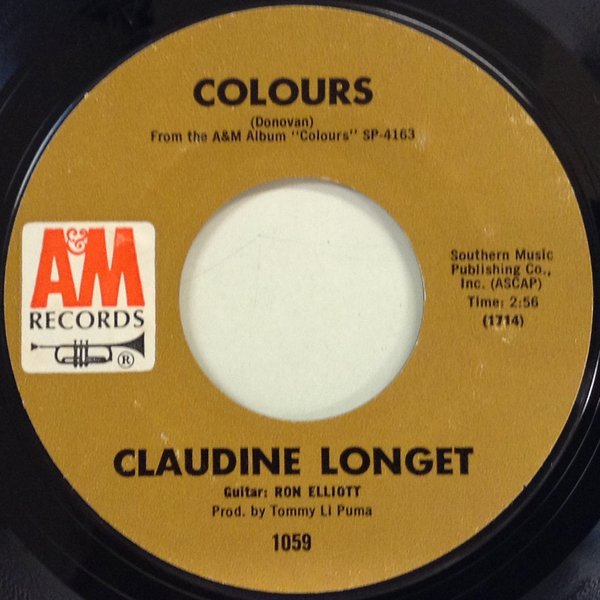 COLOURS
(Donovan)
From the A&M Album "Colours" SP-4163
A&M
RECORDS
®
Southern Music
Publishing Co.,
Inc. (ASCAP)
Time: 2:56
(1714)
CLAUDINE LONGET
Guitar: RON ELLIOTT
Prod. by Tommy Li Puma
1059